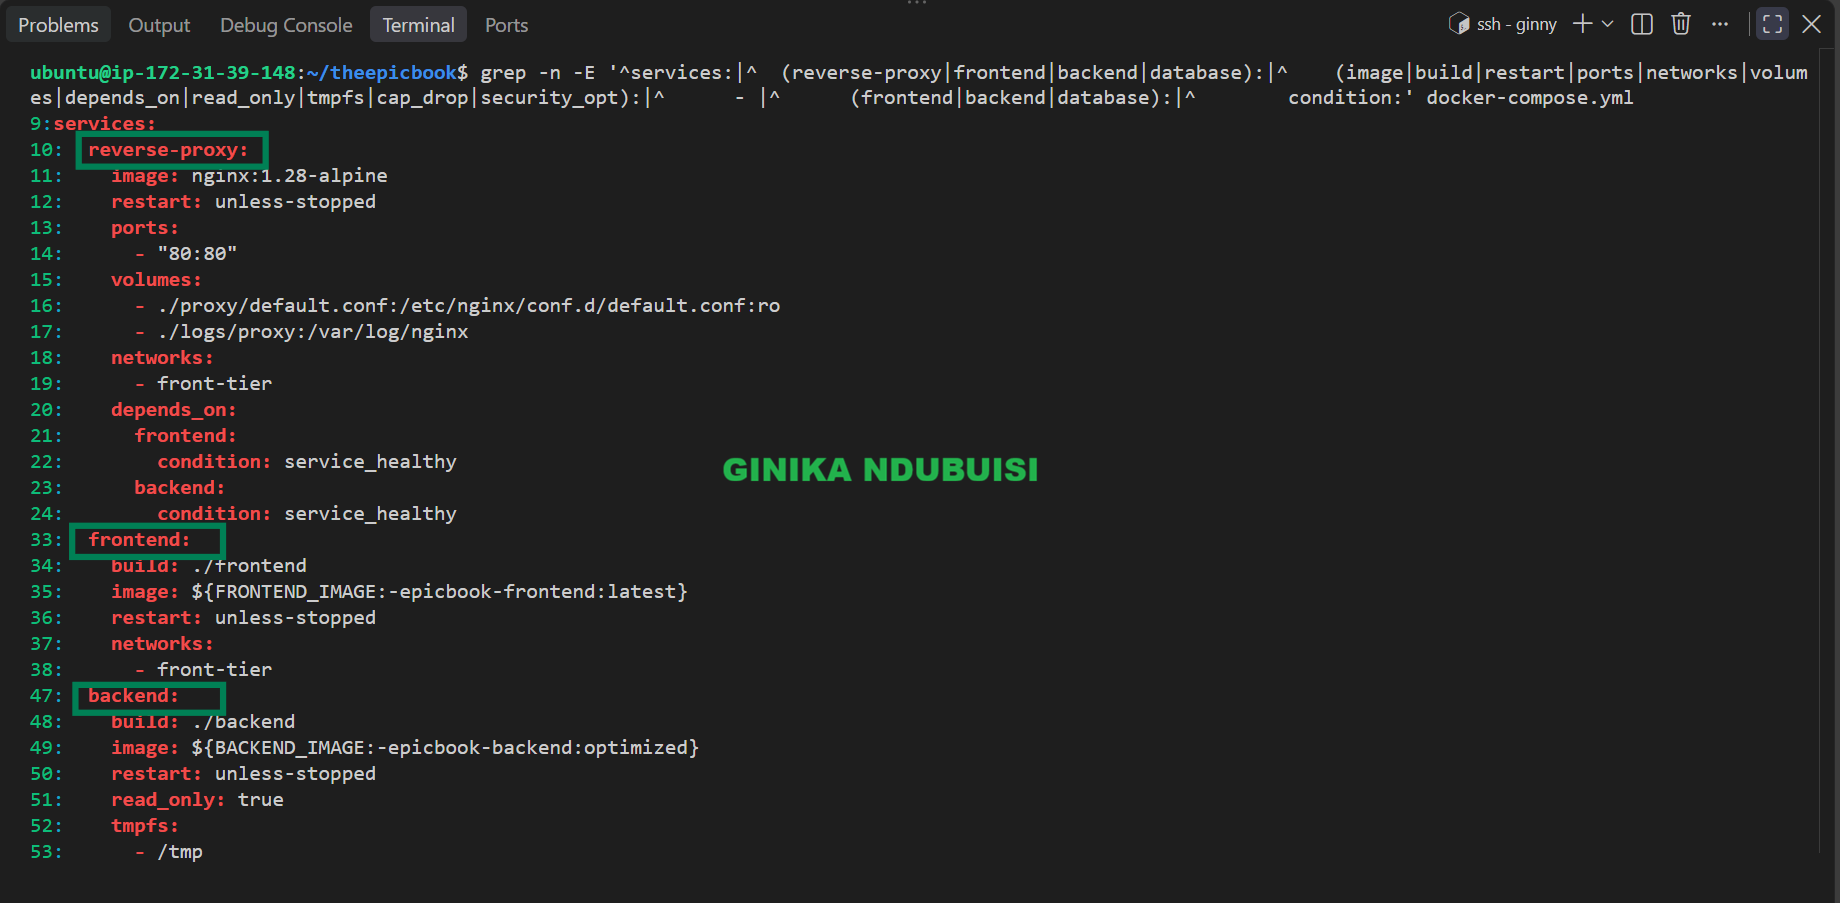 Problems Output Debug Console Terminal Ports ssh - ginny
ubuntu@ip-172-31-39-148:~/theepicbook$ grep -n -E '^services:|^  (reverse-proxy|frontend|backend|database):|^    (image|build|restart|ports|networks|volum
es|depends_on|read_only|tmpfs|cap_drop|security_opt):|^      - |^      (frontend|backend|database):|^        condition:' docker-compose.yml
9:services:
10:  reverse-proxy:
11:    image: nginx:1.28-alpine
12:    restart: unless-stopped
13:    ports:
14:      - "80:80"
15:    volumes:
16:      - ./proxy/default.conf:/etc/nginx/conf.d/default.conf:ro
17:      - ./logs/proxy:/var/log/nginx
18:    networks:
19:      - front-tier
20:    depends_on:
21:      frontend:
22:        condition: service_healthy
GINIKA NDUBUISI
23:      backend:
24:        condition: service_healthy
33:  frontend:
34:    build: ./frontend
35:    image: ${FRONTEND_IMAGE:-epicbook-frontend:latest}
36:    restart: unless-stopped
37:    networks:
38:      - front-tier
47:  backend:
48:    build: ./backend
49:    image: ${BACKEND_IMAGE:-epicbook-backend:optimized}
50:    restart: unless-stopped
51:    read_only: true
52:    tmpfs:
53:      - /tmp